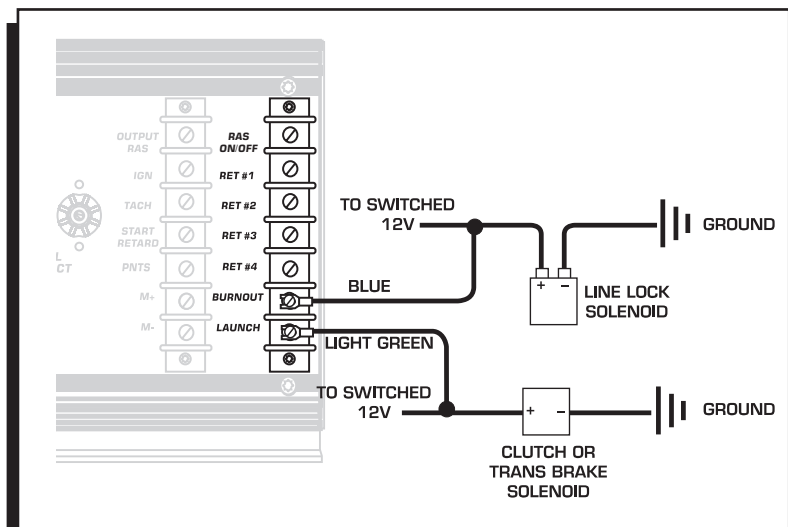 OUTPUT
RAS
IGN
TACH
START
RETARD
PNTS
M+
M-
L
CT
RAS
ON/OFF
RET #1
RET #2
RET #3
RET #4
BURNOUT
LAUNCH
TO SWITCHED
12V
BLUE
+ -
LINE LOCK
SOLENOID
GROUND
LIGHT GREEN
TO SWITCHED
12V
+ -
CLUTCH OR
TRANS BRAKE
SOLENOID
GROUND